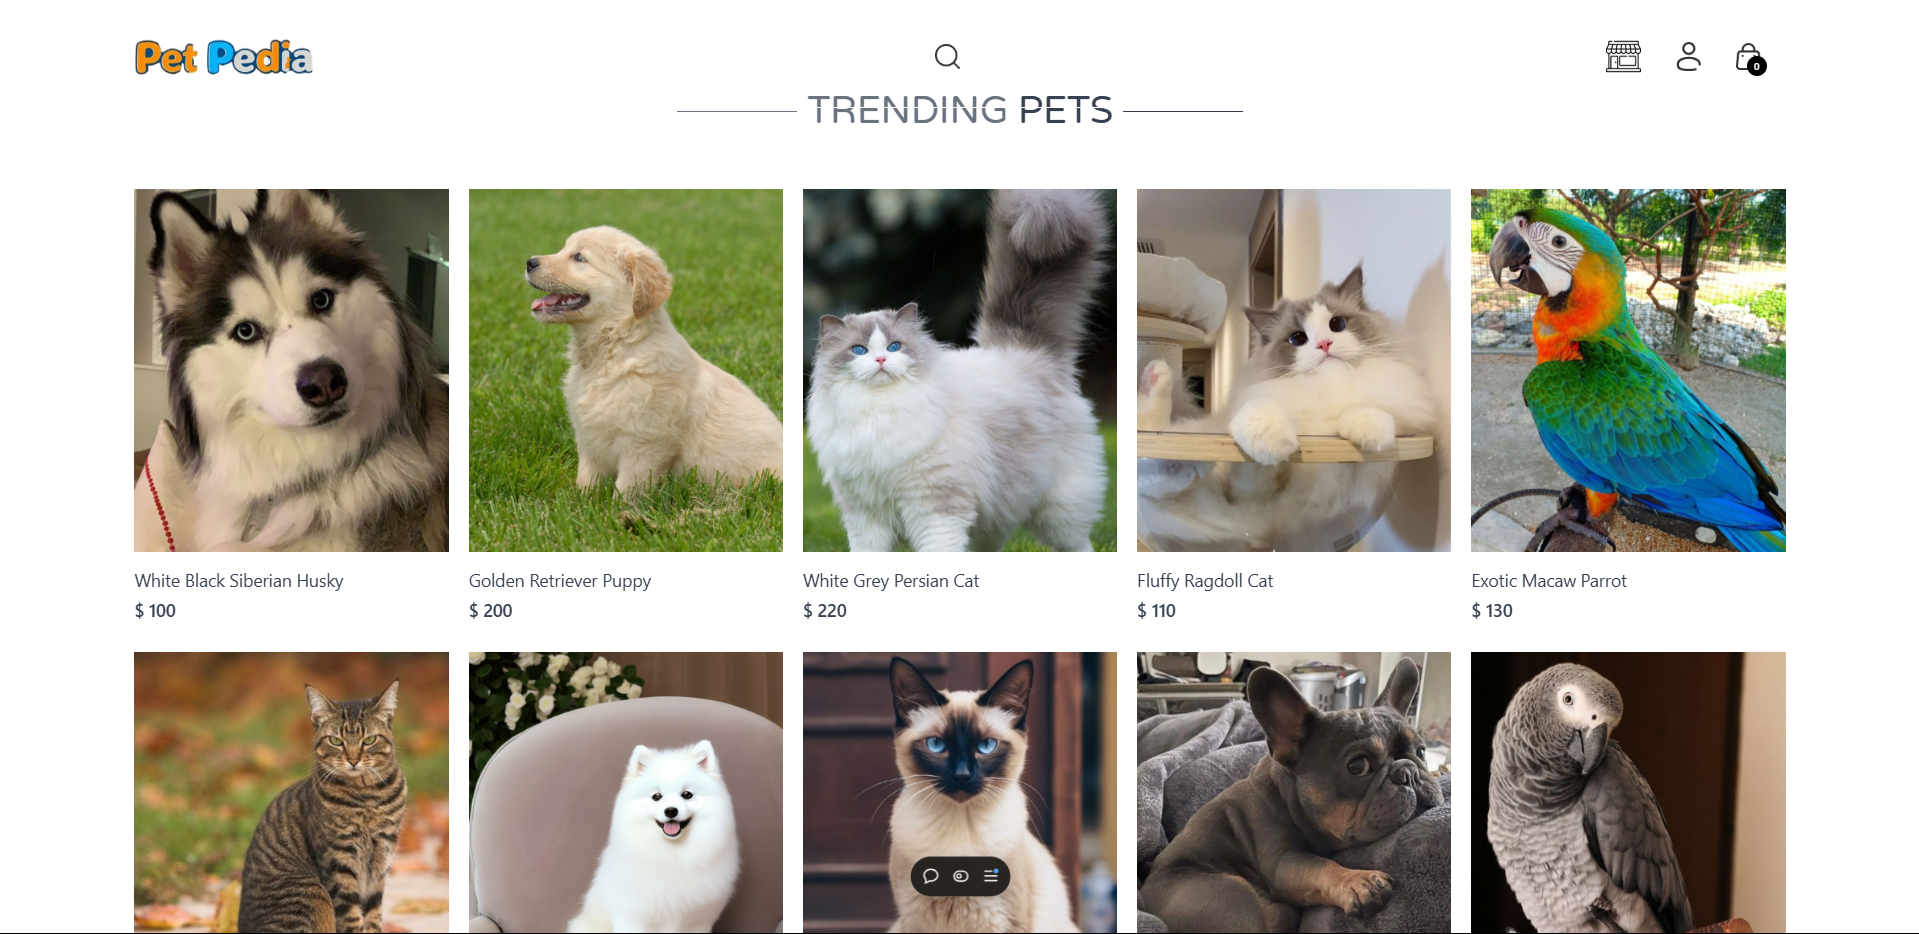 Pet Pedia
0
TRENDING PETS
White Black Siberian Husky
$ 100
Golden Retriever Puppy
$ 200
White Grey Persian Cat
$ 220
Fluffy Ragdoll Cat
$ 110
Exotic Macaw Parrot
$ 130